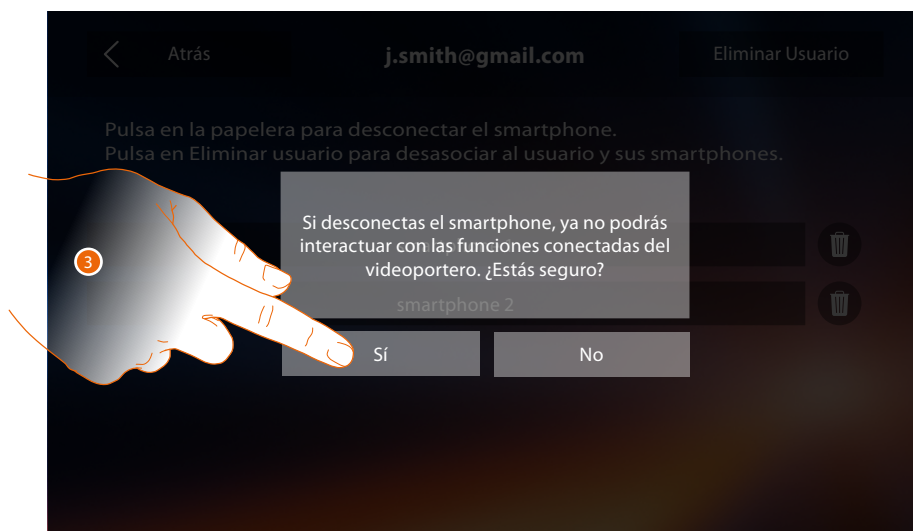 Atrás
j.smith@gmail.com
Eliminar Usuario
Pulsa en la papelera para desconectar el smartphone.
Pulsa en Eliminar usuario para desasociar al usuario y sus smartphones.
Si desconectas el smartphone, ya no podrás
interactuar con las funciones conectadas del
videoportero. ¿Estás seguro?
3
smartphone 2
Sí
No